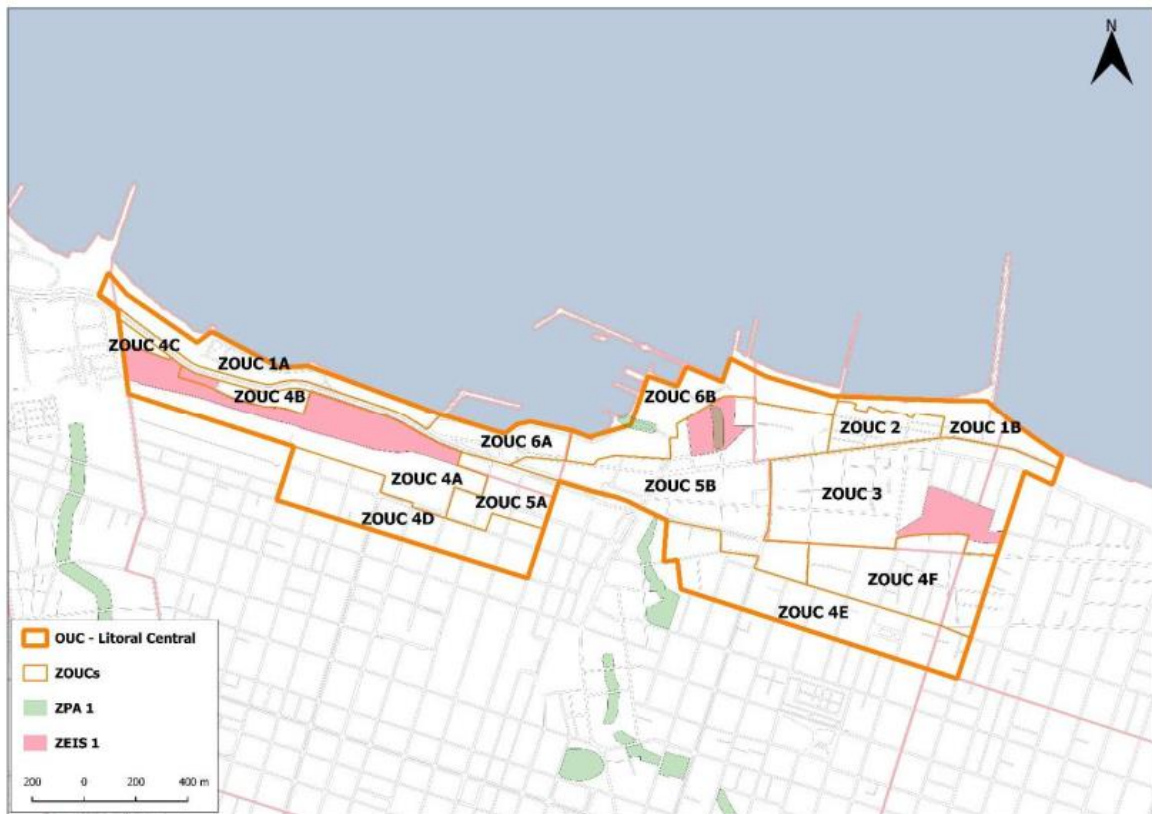 N
ZOUC 4C
ZOUC 1A
ZOUC 4B
ZOUC 6B
ZOUC 6A
ZOUC 2
ZOUC 1B
ZOUC 4A
ZOUC 5A
ZOUC 5B
ZOUC 3
ZOUC 4D
ZOUC 4F
ZOUC 4E
OUC - Litoral Central
ZOUCs
ZPA 1
ZEIS 1
200 0 200 400 m